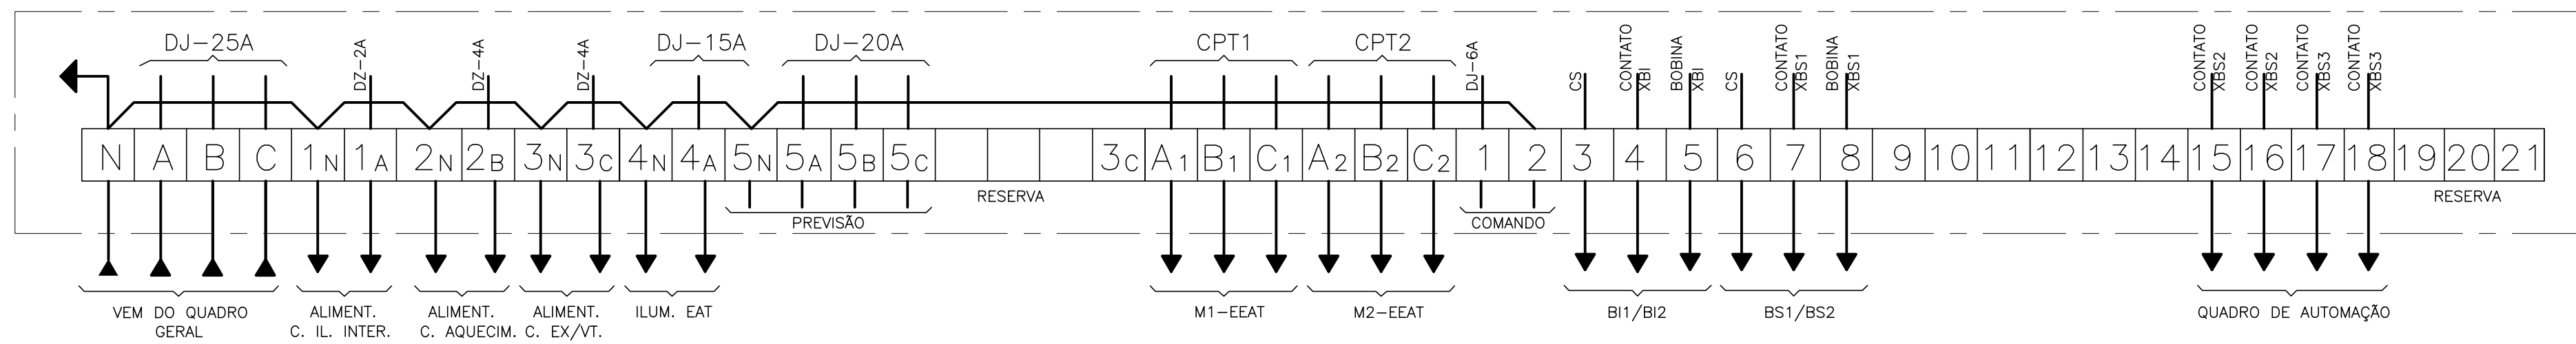 DJ-25A
DZ-2A
DZ-4A
DZ-4A
DJ-15A
DJ-20A
CPT1
CPT2
DJ-6A
CS
CONTATO
XBI
BOBINA
XBI
CS
CONTATO
XBS1
BOBINA
XBS1
CONTATO
XBS2
CONTATO
XBS2
CONTATO
XBS3
CONTATO
XBS3
N A B C 1N 1A 2N 2B 3N 3C 4N 4A 5N 5A 5B 5C 3C A1 B1 C1 A2 B2 C2 1 2 3 4 5 6 7 8 9 10 11 12 13 14 15 16 17 18 19 20 21
RESERVA
RESERVA
PREVISÃO
COMANDO
VEM DO QUADRO
GERAL
ALIMENT.
C. IL. INTER.
ALIMENT.
C. AQUECIM.
ALIMENT.
C. EX/VT.
ILUM. EAT
M1-EEAT
M2-EEAT
BI1/BI2
BS1/BS2
QUADRO DE AUTOMAÇÃO